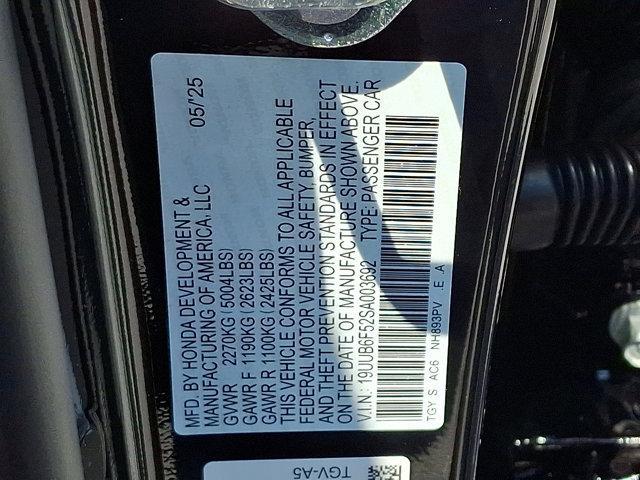 MFD. BY HONDA DEVELOPMENT & 05/'25
MANUFACTURING OF AMERICA, LLC
GVWR 2270KG (5004LBS)
GAWR F 1190KG (2623LBS)
GAWR R 1100KG (2425LBS)
THIS VEHICLE CONFORMS TO ALL APPLICABLE
FEDERAL MOTOR VEHICLE SAFETY BUMPER,
AND THEFT PREVENTION STANDARDS IN EFFECT
ON THE DATE OF MANUFACTURE SHOWN ABOVE.
V.I.N.: 19UUB6F52SA003692 TYPE: PASSENGER CAR
TGY S AC6 NH893PV .E .A
TGV-A5